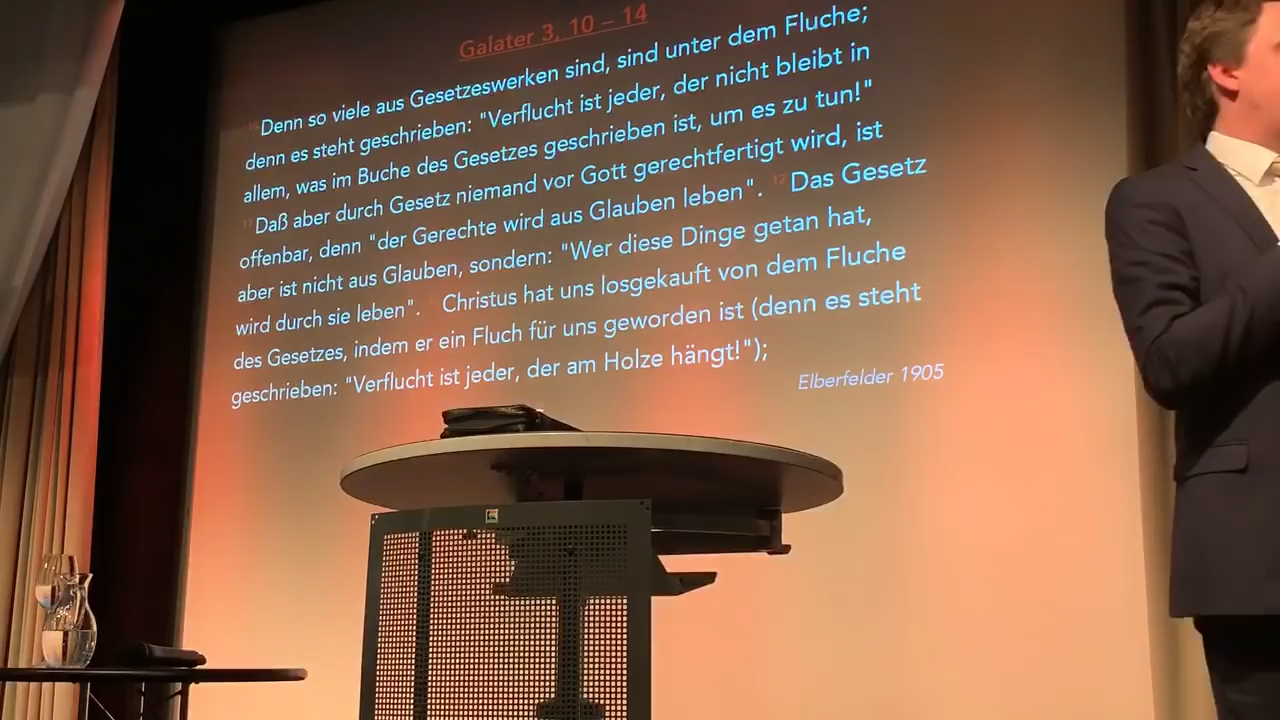 Galater 3, 10 – 14
10 Denn so viele aus Gesetzeswerken sind, sind unter dem Fluche;
denn es steht geschrieben: "Verflucht ist jeder, der nicht bleibt in
allem, was im Buche des Gesetzes geschrieben ist, um es zu tun!"
11 Daß aber durch Gesetz niemand vor Gott gerechtfertigt wird, ist
offenbar, denn "der Gerechte wird aus Glauben leben". 12 Das Gesetz
aber ist nicht aus Glauben, sondern: "Wer diese Dinge getan hat,
wird durch sie leben". Christus hat uns losgekauft von dem Fluche
des Gesetzes, indem er ein Fluch für uns geworden ist (denn es steht
geschrieben: "Verflucht ist jeder, der am Holze hängt!");
Elberfelder 1905